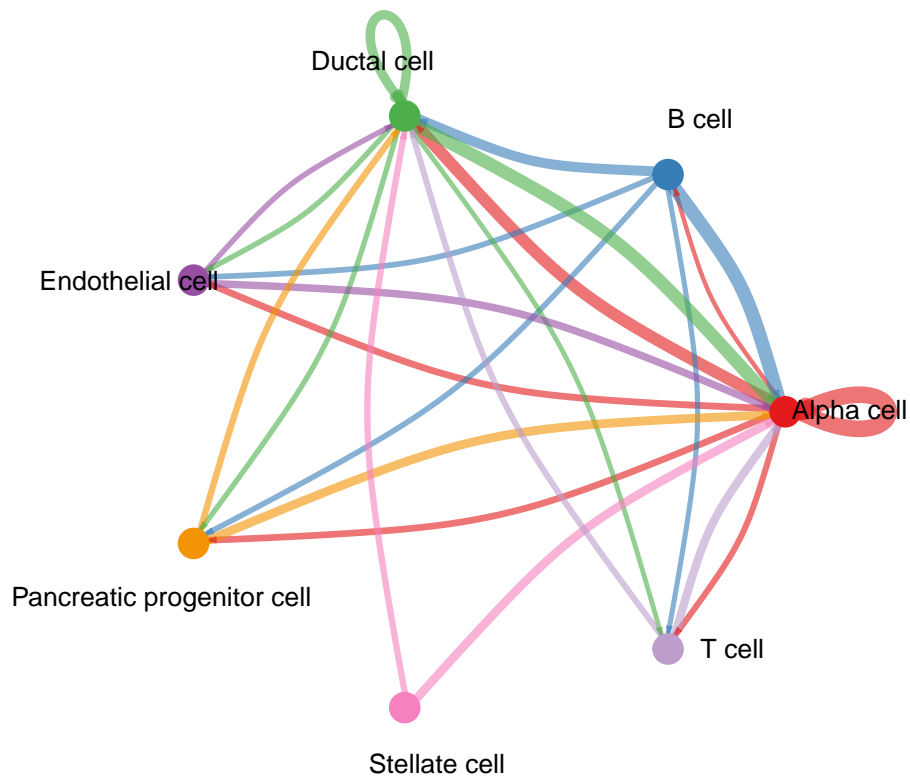 Ductal cell
B cell
Endothelial cell
Alpha cell
Pancreatic progenitor cell
T cell
Stellate cell